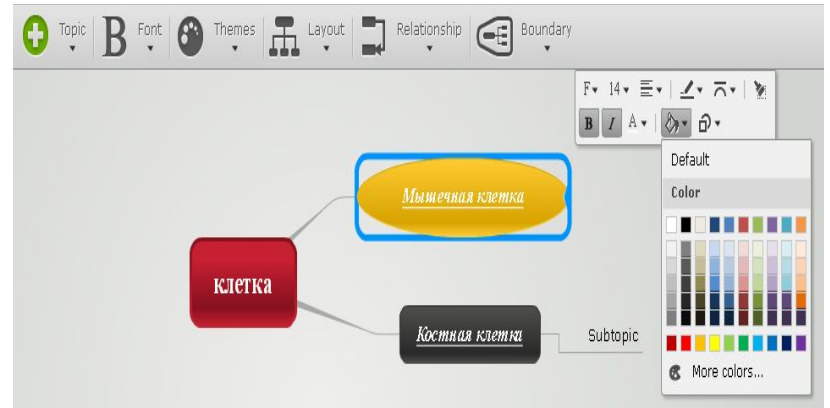 Topic Font Themes Layout Relationship Boundary
F 14
B I A
Default
Color
Мышечная клетка
клетка
Костная клетка
Subtopic
More colors...